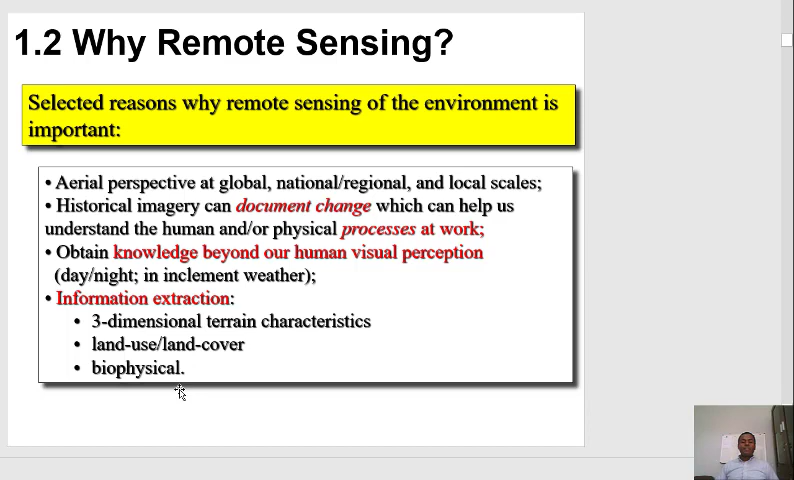 1.2 Why Remote Sensing?
Selected reasons why remote sensing of the environment is
important:
• Aerial perspective at global, national/regional, and local scales;
• Historical imagery can document change which can help us
understand the human and/or physical processes at work;
• Obtain knowledge beyond our human visual perception
(day/night; in inclement weather);
• Information extraction:
• 3-dimensional terrain characteristics
• land-use/land-cover
• biophysical.